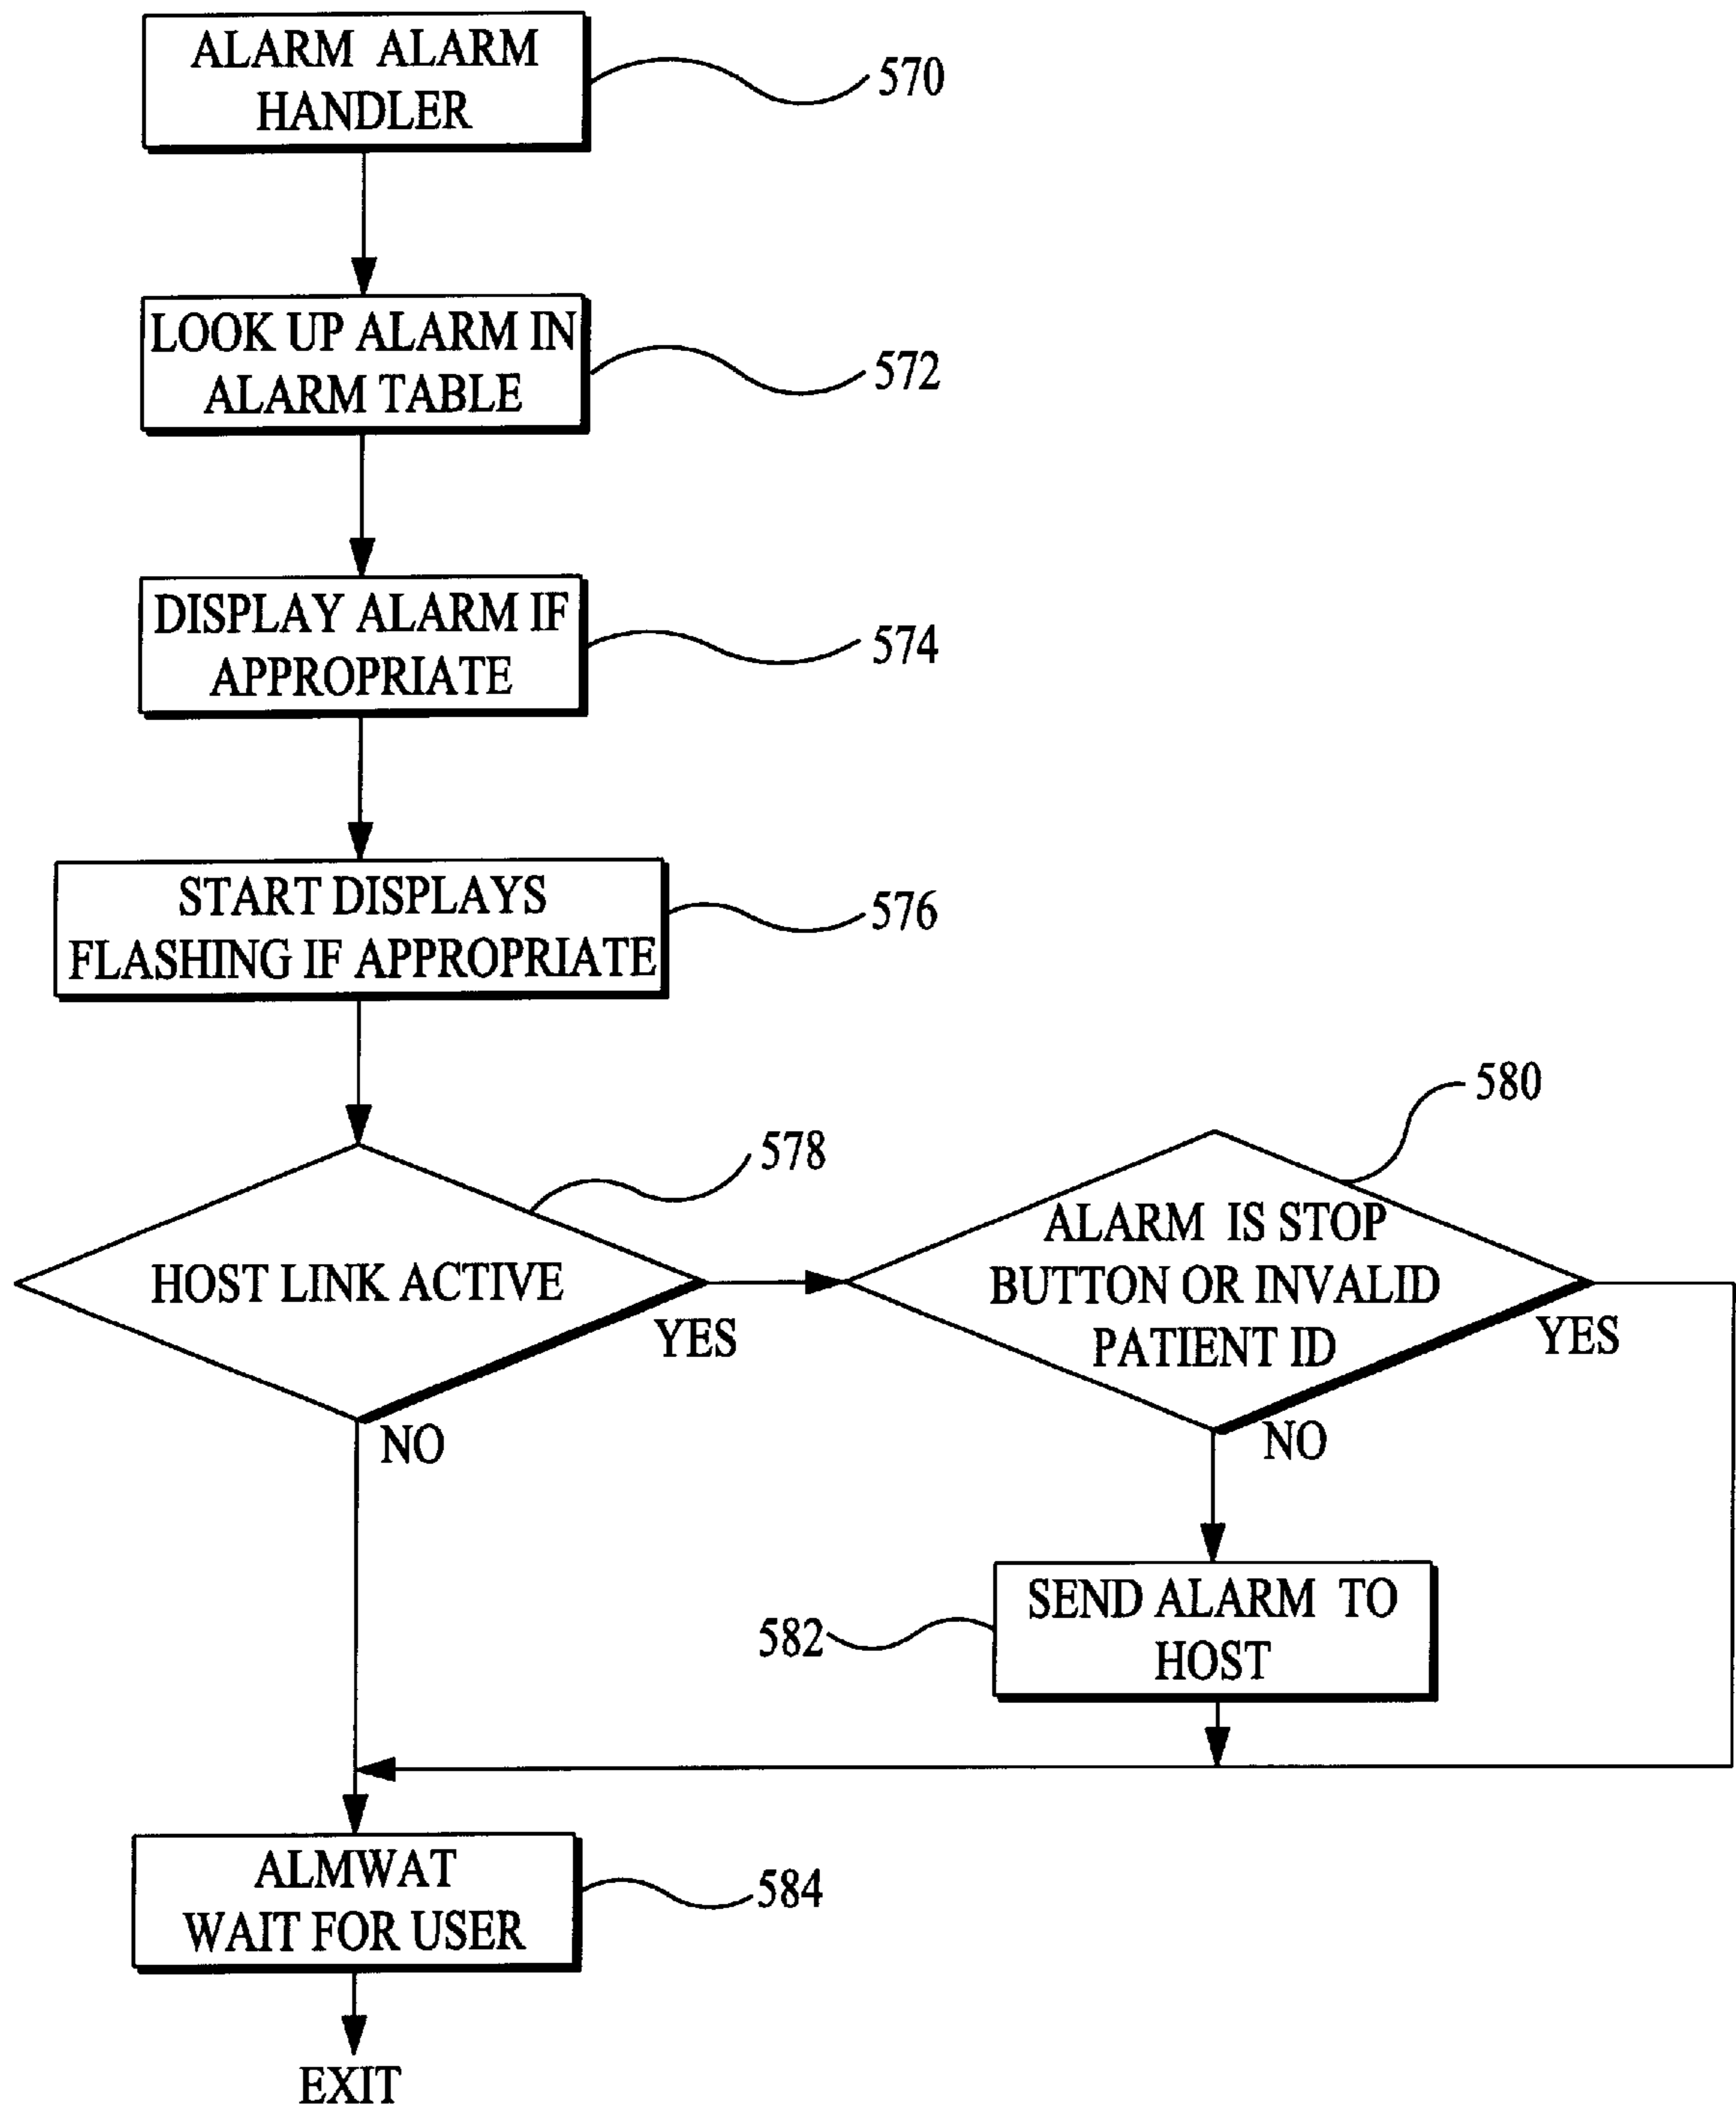 ALARM ALARM
HANDLER
570
LOOK UP ALARM IN
ALARM TABLE
572
DISPLAY ALARM IF
APPROPRIATE
574
START DISPLAYS
FLASHING IF APPROPRIATE
576
HOST LINK ACTIVE
578
YES
NO
ALARM IS STOP
BUTTON OR INVALID
PATIENT ID
580
YES
NO
SEND ALARM TO
HOST
582
ALMWAT
WAIT FOR USER
584
EXIT